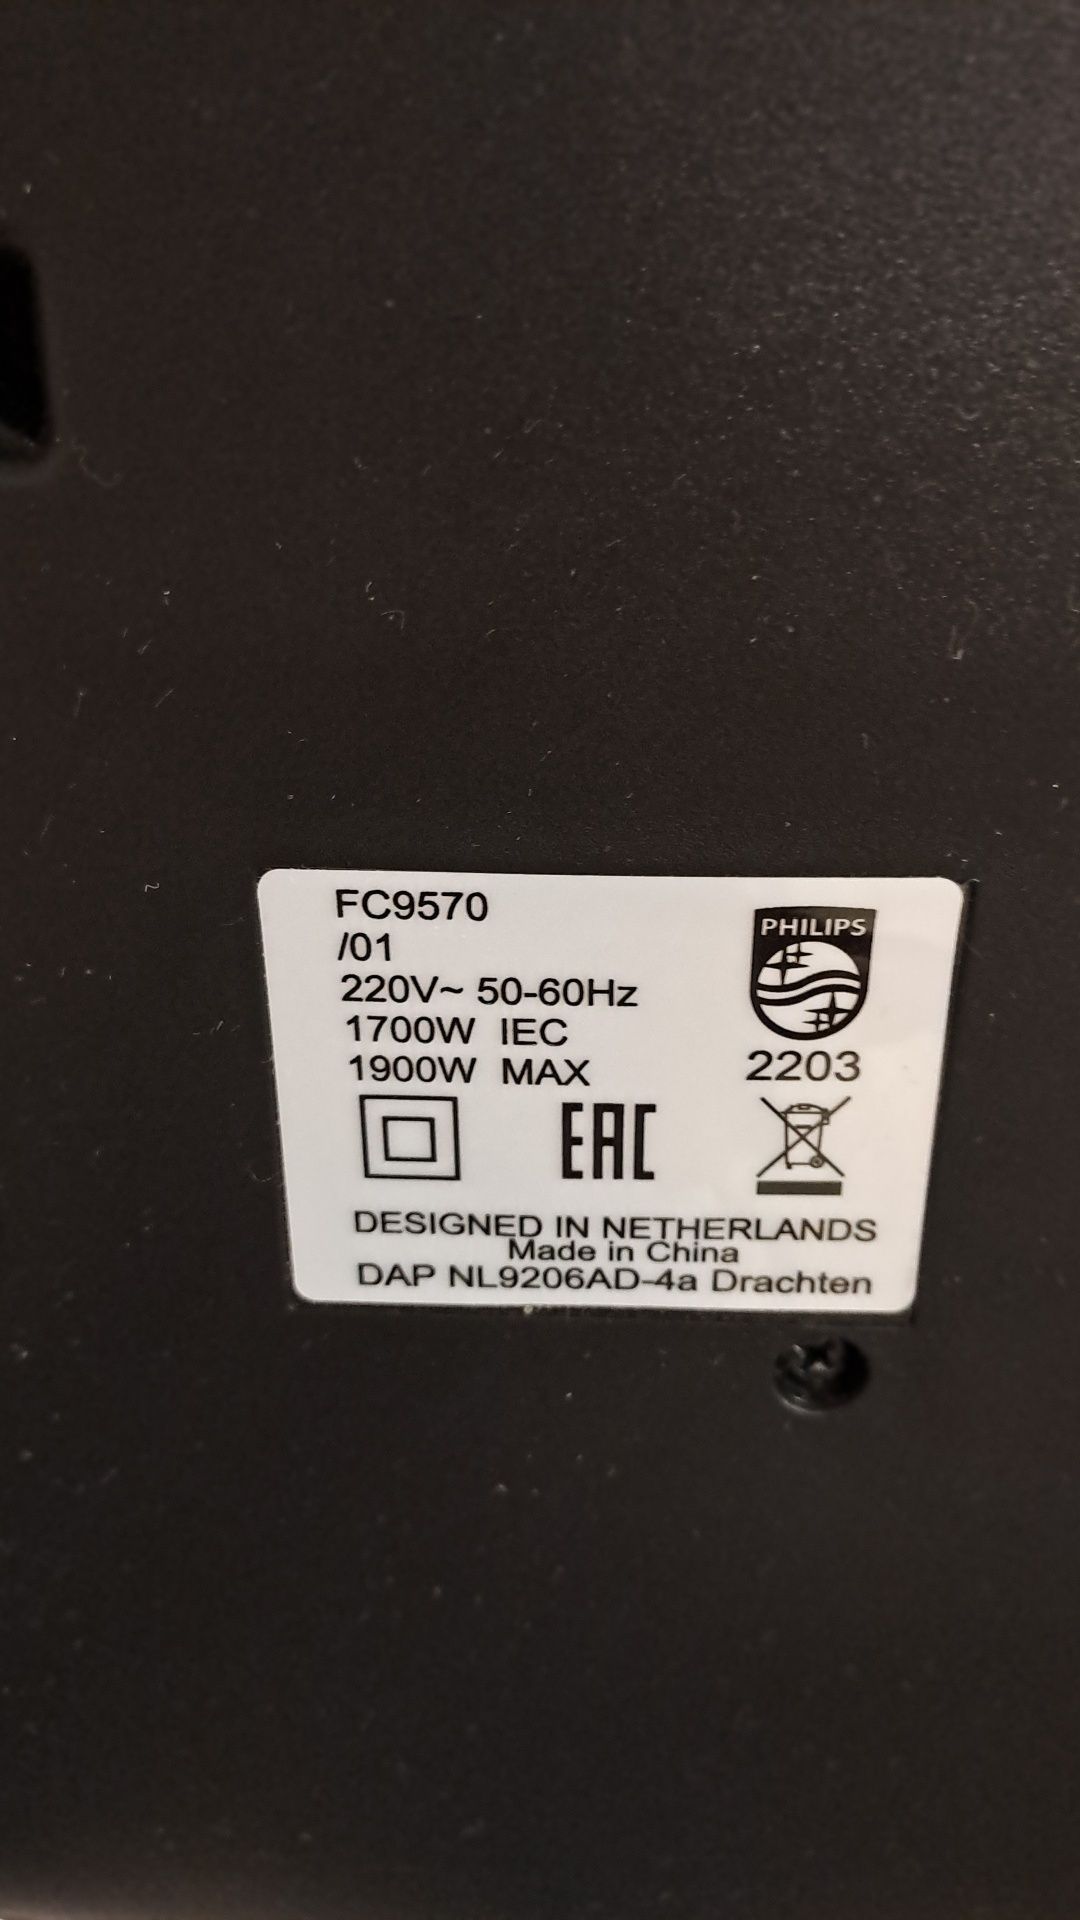 FC9570
/01
220V~ 50-60Hz
1700W IEC
1900W MAX
PHILIPS
2203
EAC
DESIGNED IN NETHERLANDS
Made in China
DAP NL9206AD-4a Drachten